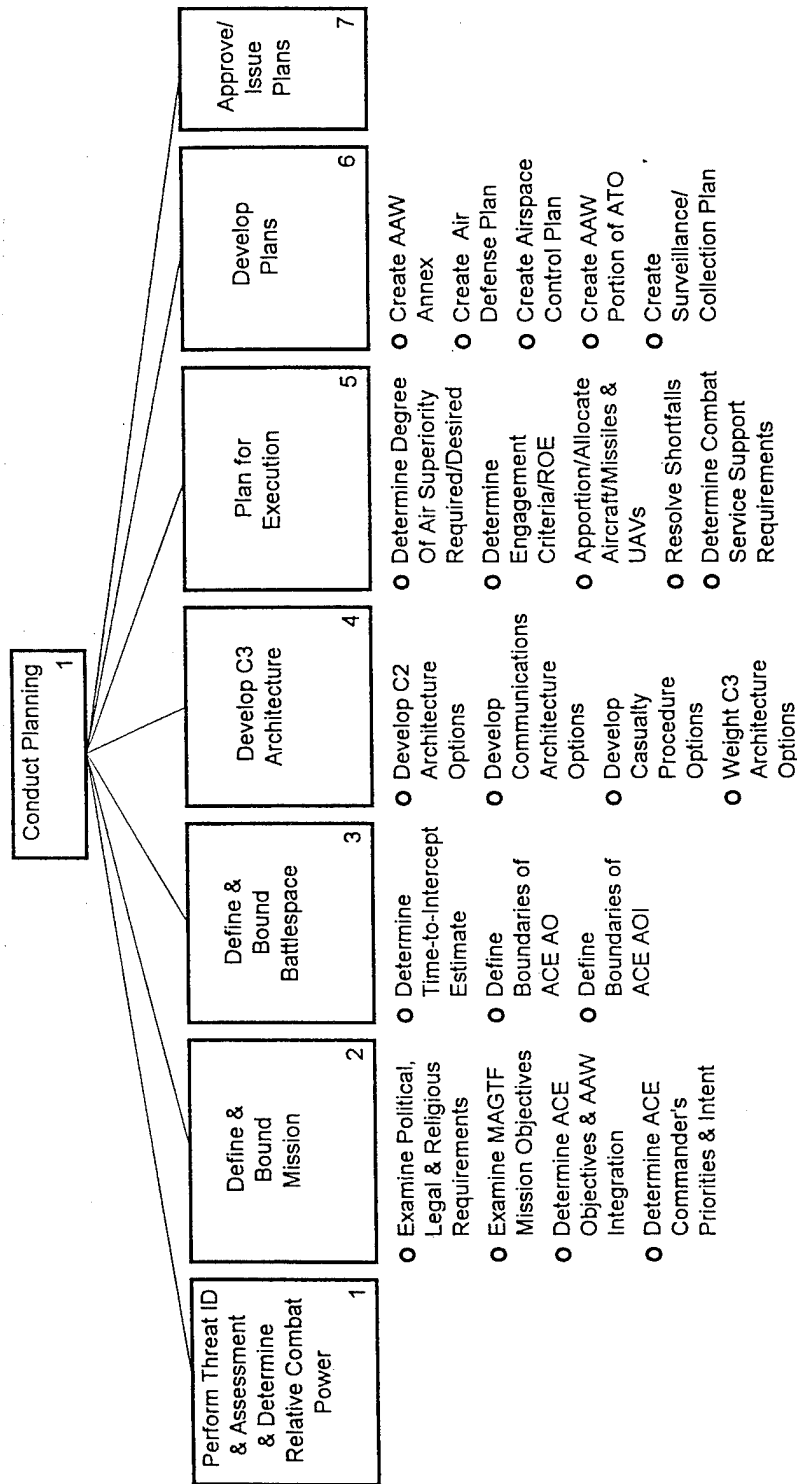 Conduct Planning
1
Perform Threat ID
& Assessment
& Determine
Relative Combat
Power
1
Define &
Bound
Mission
2
O Examine Political,
Legal & Religious
Requirements
O Examine MAGTF
Mission Objectives
O Determine ACE
Objectives & AAW
Integration
O Determine ACE
Commander's
Priorities & Intent
Define &
Bound
Battlespace
3
O Determine
Time-to-Intercept
Estimate
O Define
Boundaries of
ACE AO
O Define
Boundaries of
ACE AOI
Develop C3
Architecture
4
O Develop C2
Architecture
Options
O Develop
Communications
Architecture
Options
O Develop
Casualty
Procedure
Options
O Weight C3
Architecture
Options
Plan for
Execution
5
O Determine Degree
Of Air Superiority
Required/Desired
O Determine
Engagement
Criteria/ROE
O Apportion/Allocate
Aircraft/Missiles &
UAVs
O Resolve Shortfalls
O Determine Combat
Service Support
Requirements
Develop
Plans
6
O Create AAW
Annex
O Create Air
Defense Plan
O Create Airspace
Control Plan
O Create AAW
Portion of ATO
O Create
Surveillance/
Collection Plan
Approve/
Issue
Plans
7